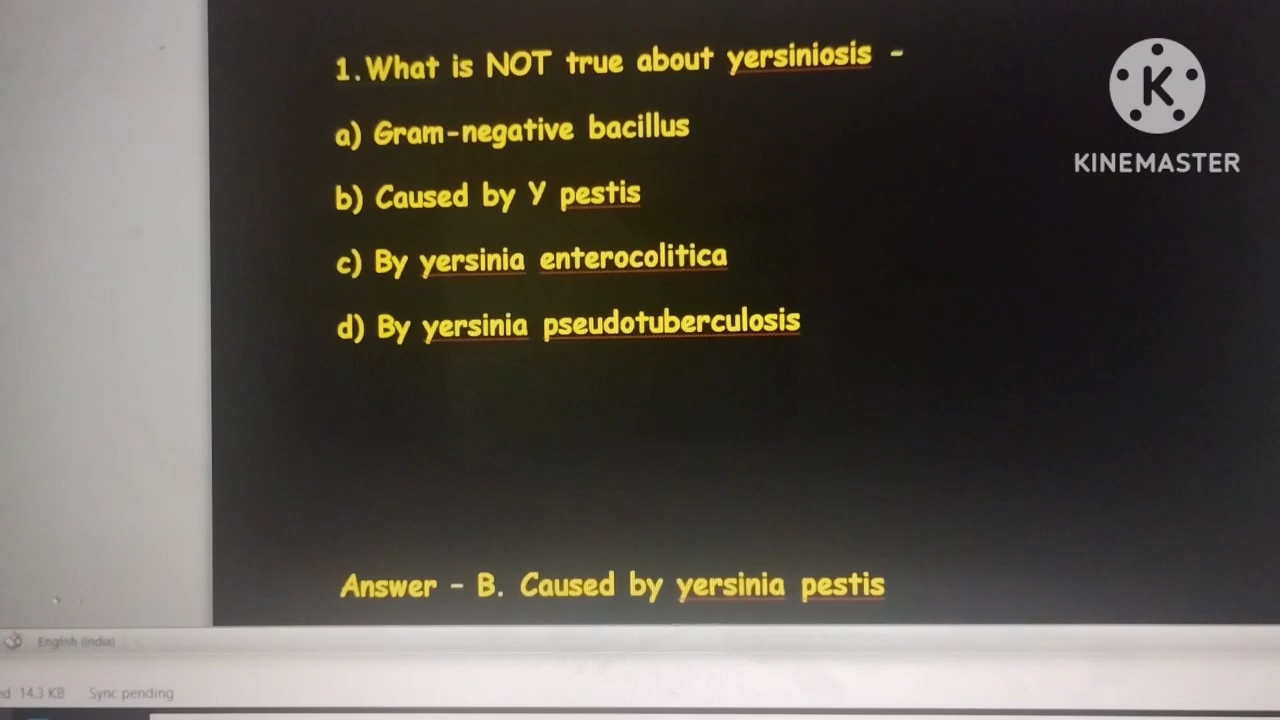 1. What is NOT true about yersiniosis -
a) Gram-negative bacillus
b) Caused by Y pestis
c) By yersinia enterocolitica
d) By yersinia pseudotuberculosis
Answer - B. Caused by yersinia pestis
K
KINEMASTER
English (India)
14.3 KB Sync pending